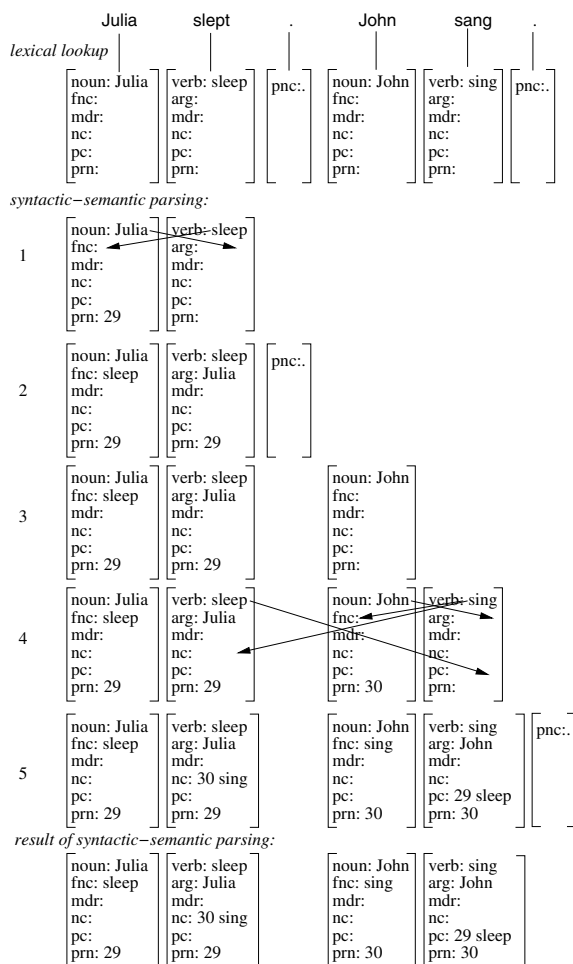 Julia slept . John sang .
lexical lookup
noun: Julia verb: sleep pnc:. noun: John verb: sing pnc:.
fnc: arg: fnc: arg:
mdr: mdr: mdr: mdr:
nc: nc: nc: nc:
pc: pc: pc: pc:
prn: prn: prn: prn:
syntactic−semantic parsing:
noun: Julia verb: sleep
1 fnc: arg:
mdr: mdr:
nc: nc:
pc: pc:
prn: 29 prn:
noun: Julia verb: sleep pnc:.
fnc: sleep arg: Julia
2 mdr: mdr:
nc: nc:
pc: pc:
prn: 29 prn: 29
noun: Julia verb: sleep noun: John
fnc: sleep arg: Julia fnc:
3 mdr: mdr: mdr:
nc: nc: nc:
pc: pc: pc:
prn: 29 prn: 29 prn:
noun: Julia verb: sleep noun: John verb: sing
fnc: sleep arg: Julia fnc: arg:
4 mdr: mdr: mdr: mdr:
nc: nc: nc: nc:
pc: pc: pc: pc:
prn: 29 prn: 29 prn: 30 prn:
noun: Julia verb: sleep noun: John verb: sing pnc:.
fnc: sleep arg: Julia fnc: sing arg: John
mdr: mdr: mdr: mdr:
5 nc: nc: 30 sing nc: nc:
pc: pc: pc: pc: 29 sleep
prn: 29 prn: 29 prn: 30 prn: 30
result of syntactic−semantic parsing:
noun: Julia verb: sleep noun: John verb: sing
fnc: sleep arg: Julia fnc: sing arg: John
mdr: mdr: mdr: mdr:
nc: nc: 30 sing nc: nc:
pc: pc: pc: pc: 29 sleep
prn: 29 prn: 29 prn: 30 prn: 30